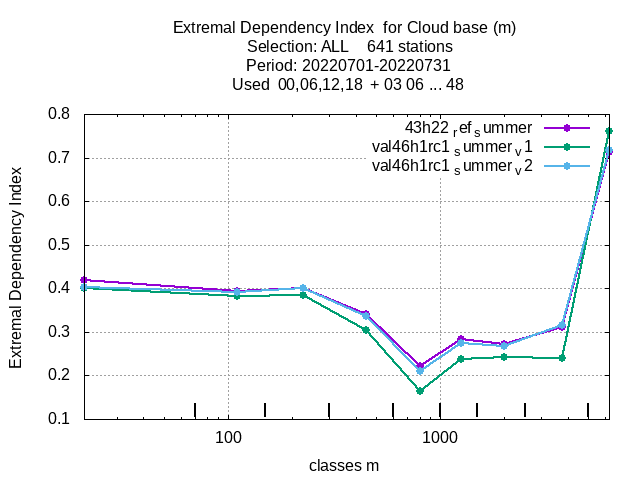 Extremal Dependency Index  for Cloud base (m)
Selection: ALL    641 stations
Period: 20220701-20220731
Used  00,06,12,18  + 03 06 ... 48
43h22 ref summer
val46h1rc1 summer v1
val46h1rc1 summer v2
Extremal Dependency Index
0.8
0.7
0.6
0.5
0.4
0.3
0.2
0.1
100
1000
classes m